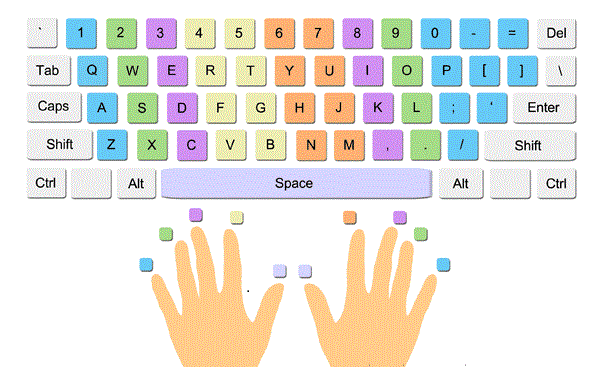 ` 1 2 3 4 5 6 7 8 9 0 - = Del
Tab Q W E R T Y U I O P [ ] \
Caps A S D F G H J K L ; ' Enter
Shift Z X C V B N M , . / Shift
Ctrl Alt Space Alt Ctrl